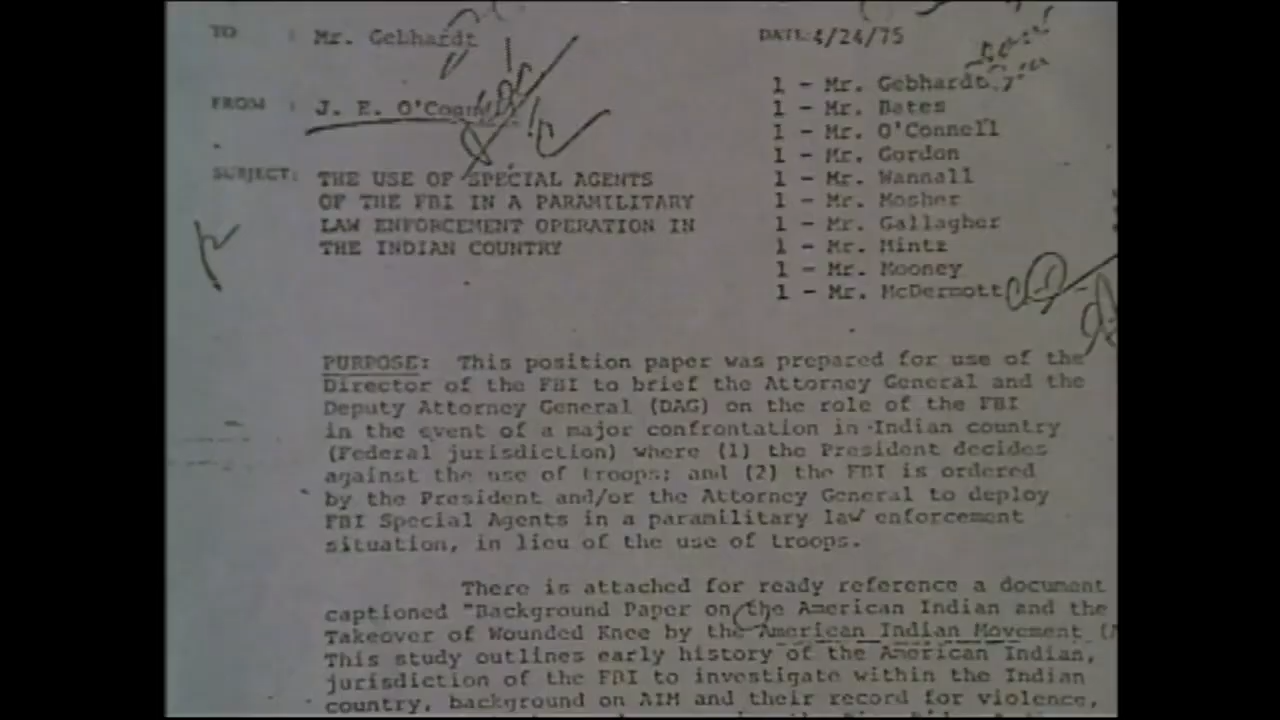 TO : Mr. Gebhardt
DATE: 4/24/75
FROM : J. E. O'Connell
SUBJECT: THE USE OF SPECIAL AGENTS
OF THE FBI IN A PARAMILITARY
LAW ENFORCEMENT OPERATION IN
THE INDIAN COUNTRY
1 - Mr. Gebhardt
1 - Mr. Bates
1 - Mr. O'Connell
1 - Mr. Gordon
1 - Mr. Wannall
1 - Mr. Mosher
1 - Mr. Gallagher
1 - Mr. Mintz
1 - Mr. Mooney
1 - Mr. McDermott
PURPOSE: This position paper was prepared for use of the
Director of the FBI to brief the Attorney General and the
Deputy Attorney General (DAG) on the role of the FBI
in the event of a major confrontation in Indian country
(Federal jurisdiction) where (1) the President decides
against the use of troops; and (2) the FBI is ordered
by the President and/or the Attorney General to deploy
FBI Special Agents in a paramilitary law enforcement
situation, in lieu of the use of troops.
There is attached for ready reference a document
captioned "Background Paper on the American Indian and the
Takeover of Wounded Knee by the American Indian Movement (
This study outlines early history of the American Indian,
jurisdiction of the FBI to investigate within the Indian
country, background on AIM and their record for violence,